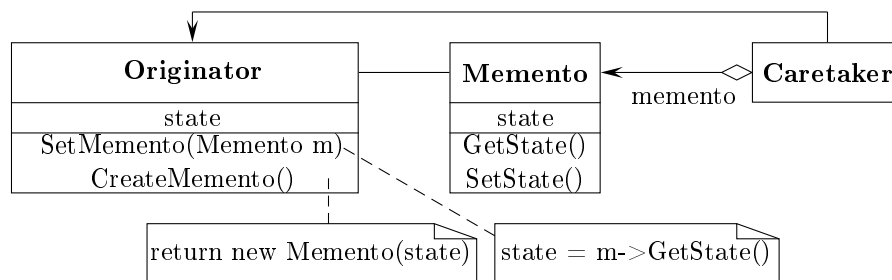 Originator
state
SetMemento(Memento m)
CreateMemento()
Memento
state
GetState()
SetState()
memento
Caretaker
return new Memento(state)
state = m->GetState()